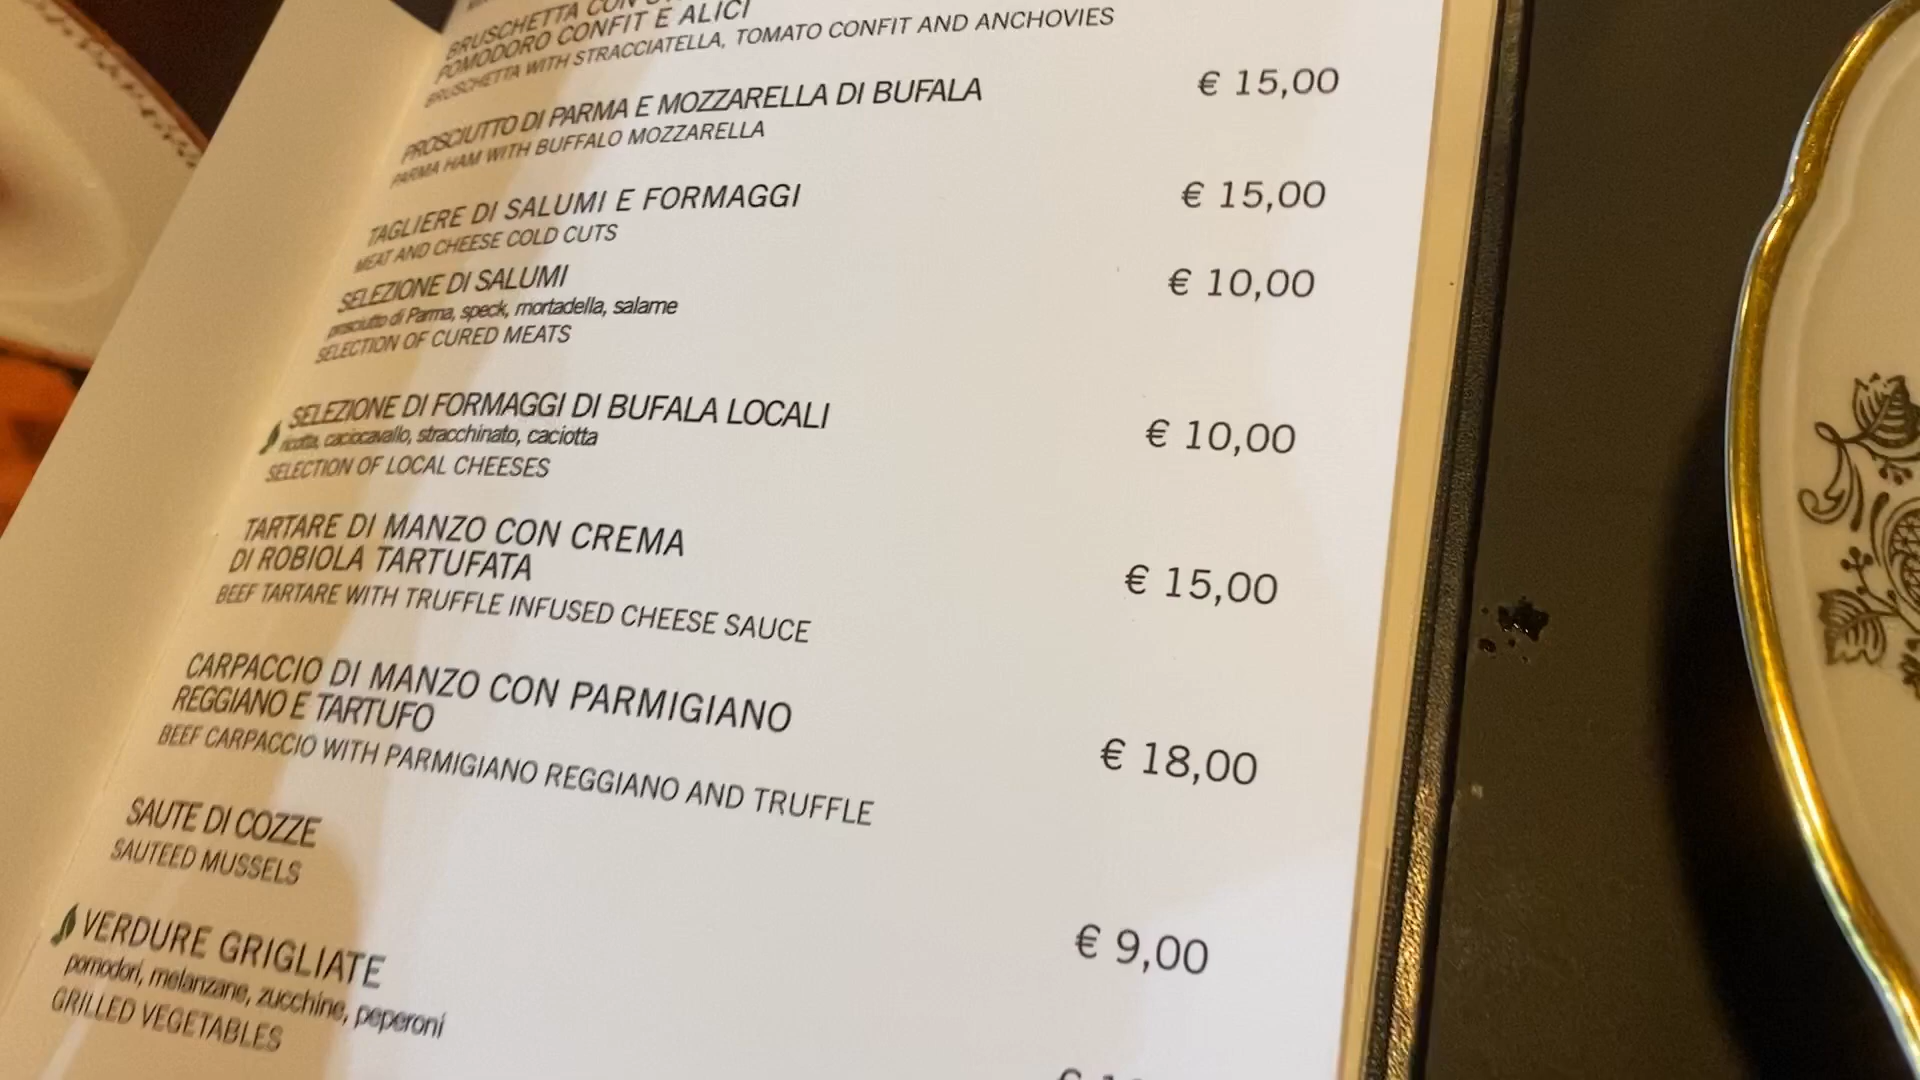 BRUSCHETTA CON
POMODORO CONFIT E ALICI
BRUSCHETTA WITH STRACCIATELLA, TOMATO CONFIT AND ANCHOVIES
€ 15,00
PROSCIUTTO DI PARMA E MOZZARELLA DI BUFALA
PARMA HAM WITH BUFFALO MOZZARELLA
€ 15,00
TAGLIERE DI SALUMI E FORMAGGI
MEAT AND CHEESE COLD CUTS
€ 10,00
SELEZIONE DI SALUMI
prosciutto di Parma, speck, mortadella, salame
SELECTION OF CURED MEATS
€ 10,00
SELEZIONE DI FORMAGGI DI BUFALA LOCALI
ricotta, caciocavallo, stracchinato, caciotta
SELECTION OF LOCAL CHEESES
€ 15,00
TARTARE DI MANZO CON CREMA
DI ROBIOLA TARTUFATA
BEEF TARTARE WITH TRUFFLE INFUSED CHEESE SAUCE
€ 18,00
CARPACCIO DI MANZO CON PARMIGIANO
REGGIANO E TARTUFO
BEEF CARPACCIO WITH PARMIGIANO REGGIANO AND TRUFFLE
€ 9,00
SAUTE DI COZZE
SAUTEED MUSSELS
VERDURE GRIGLIATE
pomodori, melanzane, zucchine, peperoni
GRILLED VEGETABLES